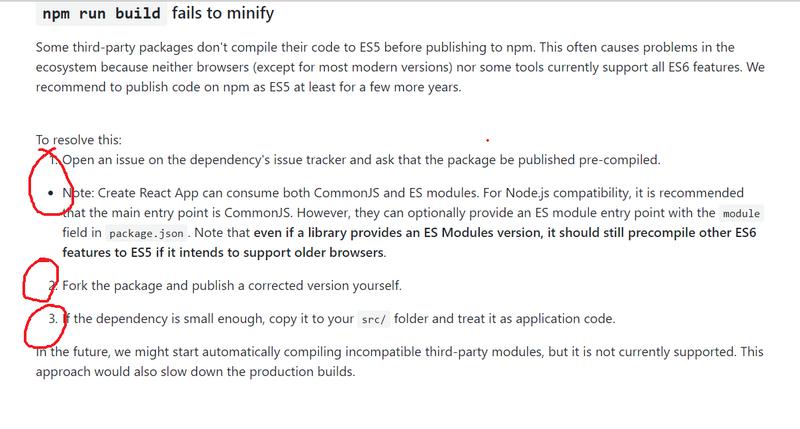 npm run build fails to minify
Some third-party packages don't compile their code to ES5 before publishing to npm. This often causes problems in the
ecosystem because neither browsers (except for most modern versions) nor some tools currently support all ES6 features. We
recommend to publish code on npm as ES5 at least for a few more years.
To resolve this:
1. Open an issue on the dependency's issue tracker and ask that the package be published pre-compiled.
• Note: Create React App can consume both CommonJS and ES modules. For Node.js compatibility, it is recommended
that the main entry point is CommonJS. However, they can optionally provide an ES module entry point with the module
field in package.json. Note that even if a library provides an ES Modules version, it should still precompile other ES6
features to ES5 if it intends to support older browsers.
2. Fork the package and publish a corrected version yourself.
3. If the dependency is small enough, copy it to your src/ folder and treat it as application code.
In the future, we might start automatically compiling incompatible third-party modules, but it is not currently supported. This
approach would also slow down the production builds.